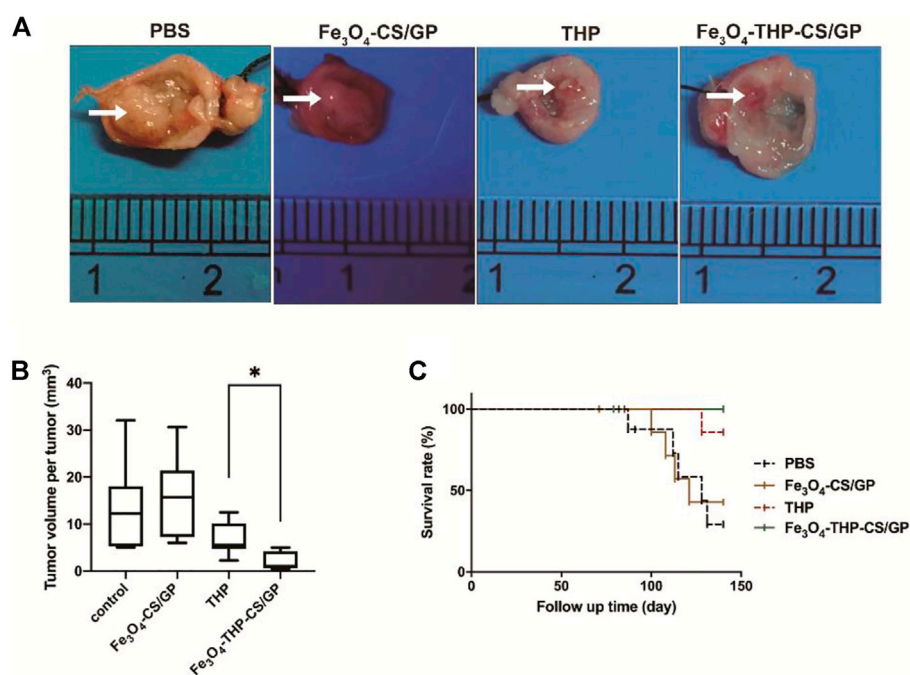 A
PBS
Fe₃O₄-CS/GP
THP
Fe₃O₄-THP-CS/GP
1 2
1 2
1 2
1 2
B
Tumor volume per tumor (mm³)
40
30
20
10
0
*
control
Fe₃O₄-CS/GP
THP
Fe₃O₄-THP-CS/GP
C
Survival rate (%)
100
50
0
0 50 100 150
Follow up time (day)
PBS
Fe₃O₄-CS/GP
THP
Fe₃O₄-THP-CS/GP